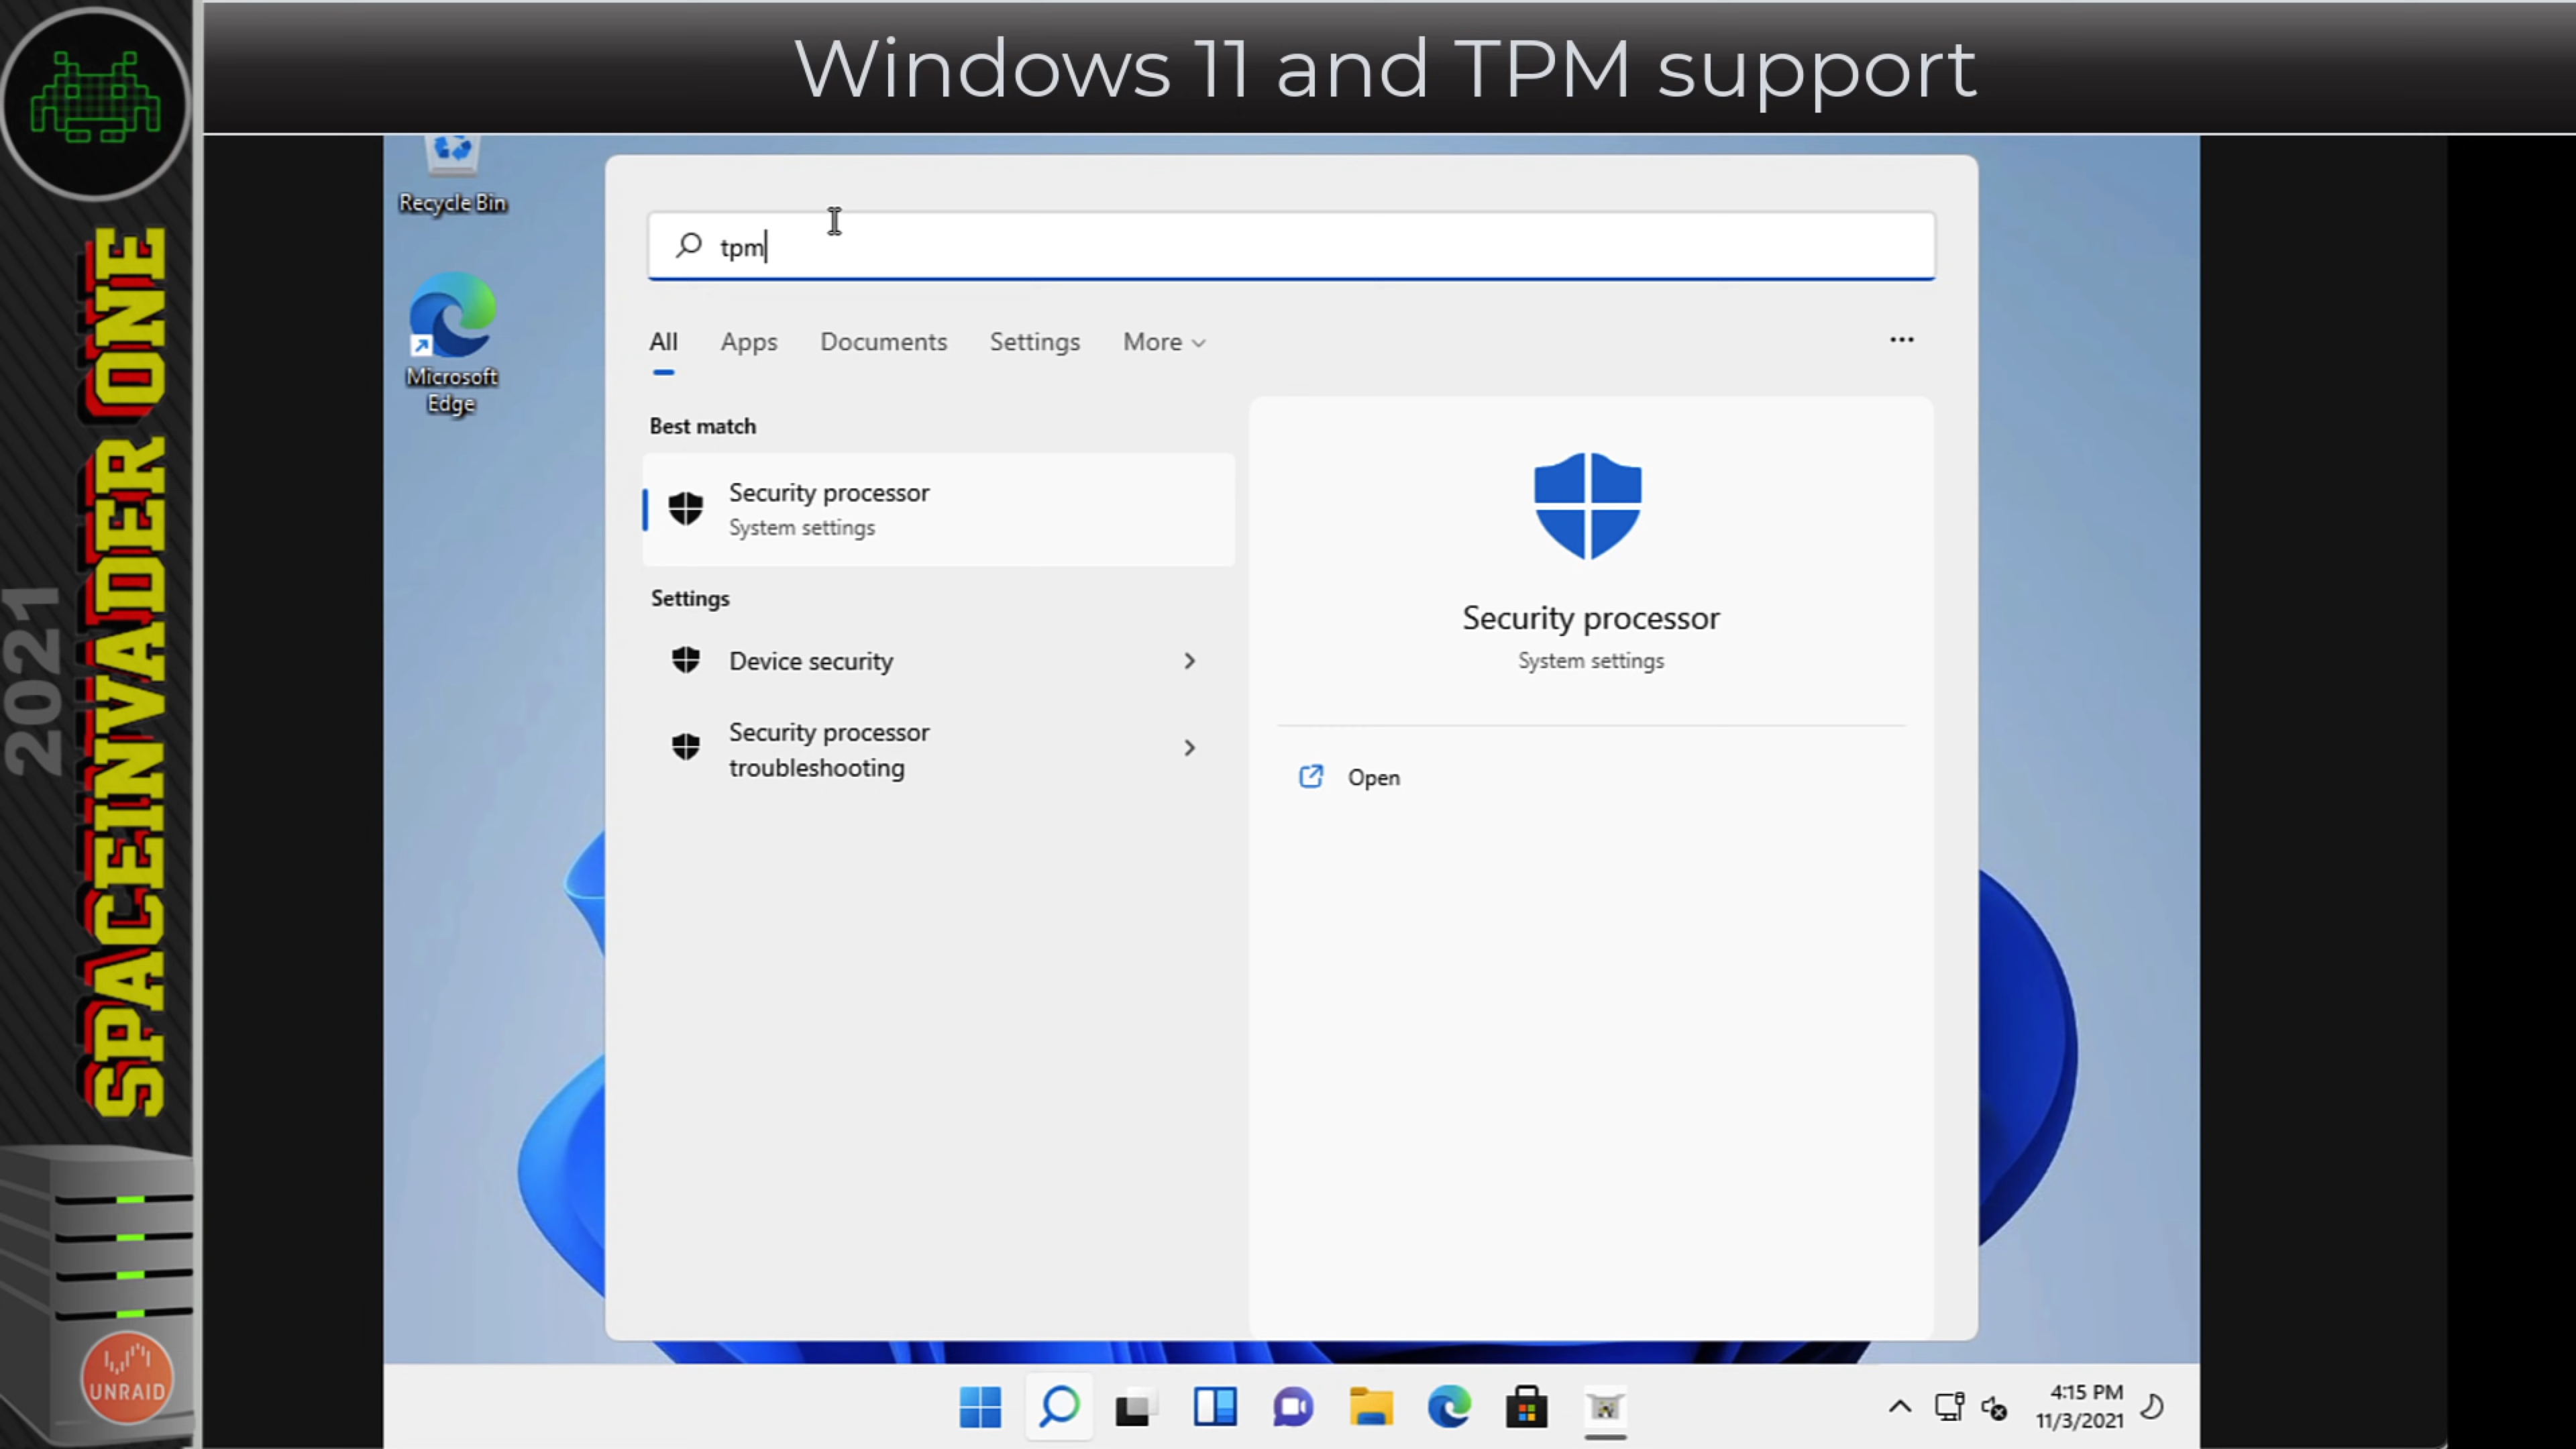 Windows 11 and TPM support
2021
SPACEINVADER ONE
UNRAID
Recycle Bin
Microsoft
Edge
tpm
All Apps Documents Settings More
Best match
Security processor
System settings
Settings
Device security
Security processor
troubleshooting
Security processor
System settings
Open
4:15 PM
11/3/2021